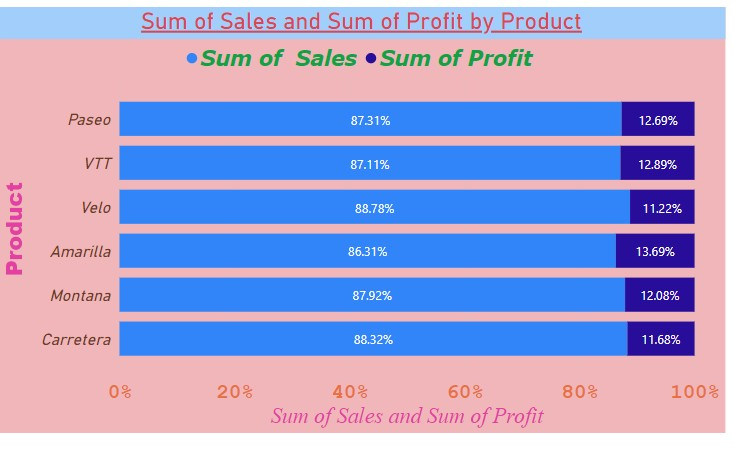 Sum of Sales and Sum of Profit by Product
Sum of Sales Sum of Profit
Product
Paseo 87.31% 12.69%
VTT 87.11% 12.89%
Velo 88.78% 11.22%
Amarilla 86.31% 13.69%
Montana 87.92% 12.08%
Carretera 88.32% 11.68%
0% 20% 40% 60% 80% 100%
Sum of Sales and Sum of Profit